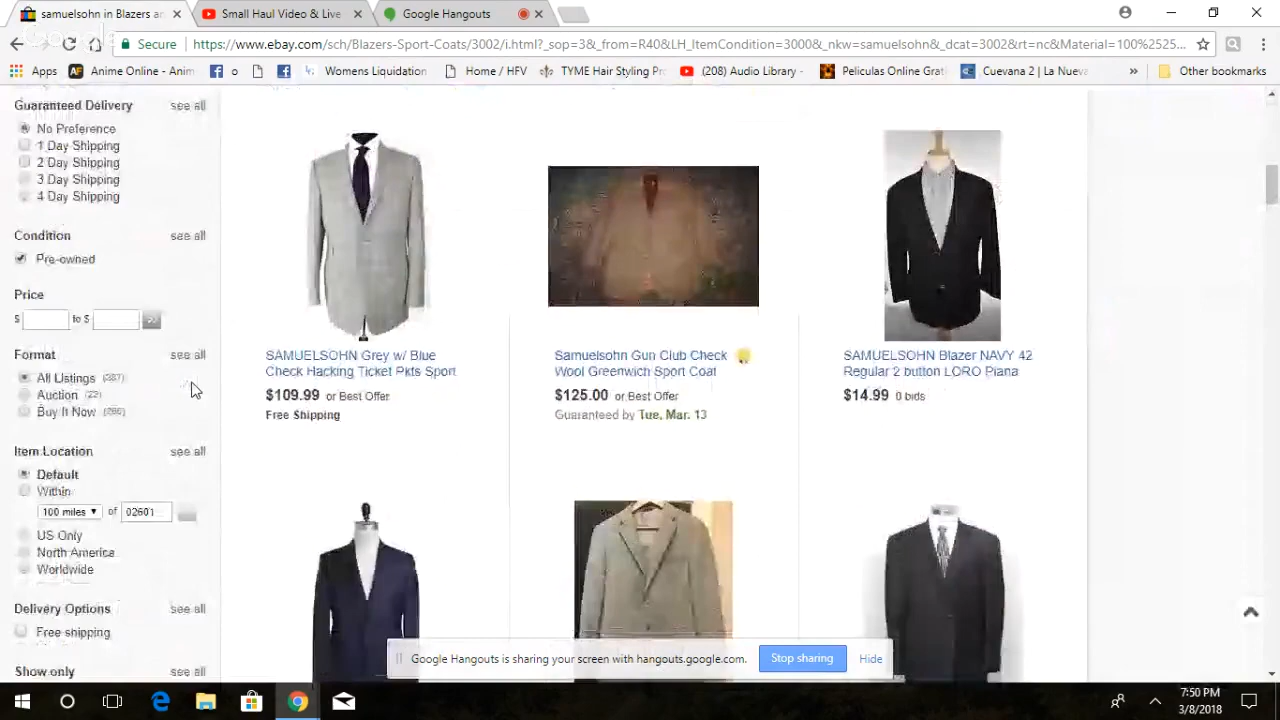 samuelsohn in Blazers an
Small Haul Video & Live
Google Hangouts
Secure
https://www.ebay.com/sch/Blazers-Sport-Coats/3002/i.html?_sop=3&_from=R40&LH_ItemCondition=3000&_nkw=samuelsohn&_dcat=3002&rt=nc&Material=100%2525...
Apps
Anime Online - Anim
o
Womens Liquidation
Home / HFV
TYME Hair Styling Pro
(208) Audio Library -
Peliculas Online Grat
Cuevana 2 | La Nueva
»
Other bookmarks
Guaranteed Delivery see all
No Preference
1 Day Shipping
2 Day Shipping
3 Day Shipping
4 Day Shipping
Condition see all
Pre-owned
Price
$ to $
Format see all
All Listings (387)
Auction (22)
Buy It Now
Item Location see all
Default
Within
100 miles of 02601
US Only
North America
Worldwide
Delivery Options see all
Free shipping
Show only see all
SAMUELSOHN Grey w/ Blue
Check Hacking Ticket Pkts Sport
$109.99 or Best Offer
Free Shipping
Samuelsohn Gun Club Check
Wool Greenwich Sport Coat
$125.00 or Best Offer
Guaranteed by Tue, Mar. 13
SAMUELSOHN Blazer NAVY 42
Regular 2 button LORO Piana
$14.99 0 bids
Google Hangouts is sharing your screen with hangouts.google.com.
Stop sharing
Hide
7:50 PM
3/8/2018